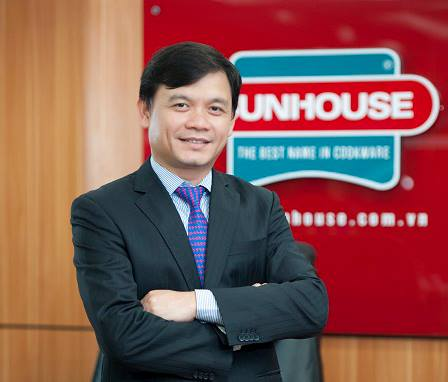 UNHOUSE
THE BEST NAME IN COOKWARE
nhouse.com.vn